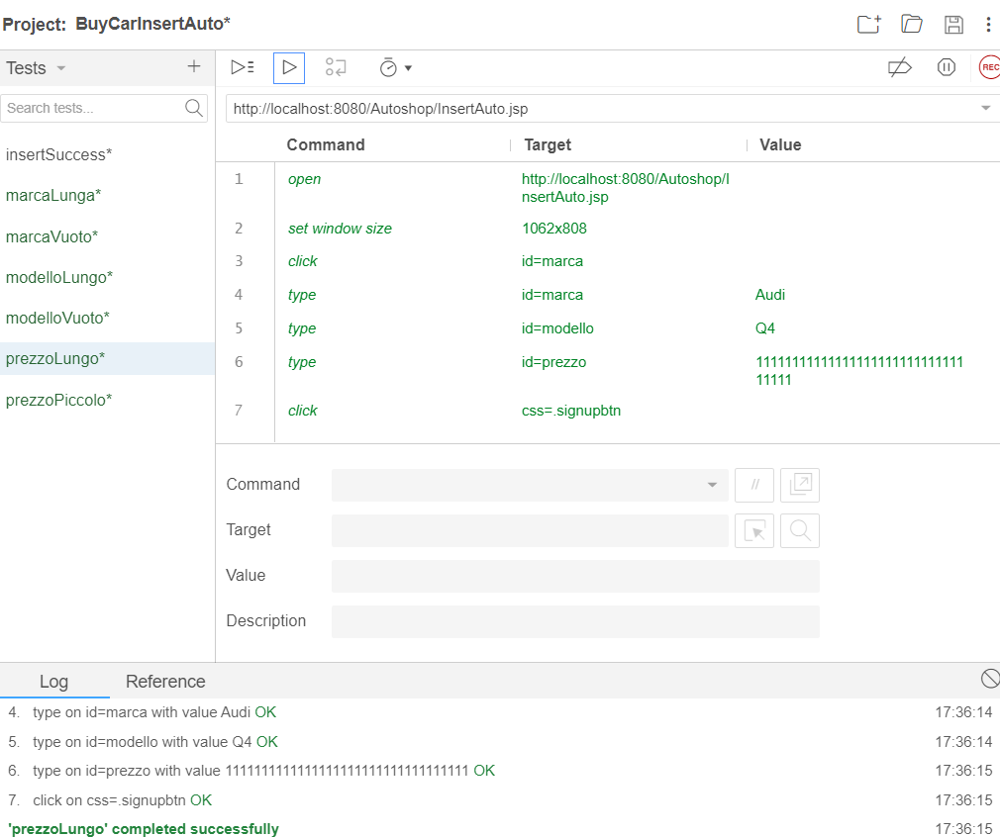 Project: BuyCarInsertAuto*
Tests
REC
Search tests...
http://localhost:8080/Autoshop/InsertAuto.jsp
Command Target Value
insertSuccess*
marcaLunga*
marcaVuoto*
modelloLungo*
modelloVuoto*
prezzoLungo*
prezzoPiccolo*
1 open http://localhost:8080/Autoshop/I
nsertAuto.jsp
2 set window size 1062x808
3 click id=marca
4 type id=marca Audi
5 type id=modello Q4
6 type id=prezzo 11111111111111111111111111111
11111
7 click css=.signupbtn
Command //
Target
Value
Description
Log Reference
4. type on id=marca with value Audi OK 17:36:14
5. type on id=modello with value Q4 OK 17:36:14
6. type on id=prezzo with value 1111111111111111111111111111111111 OK 17:36:15
7. click on css=.signupbtn OK 17:36:15
'prezzoLungo' completed successfully 17:36:15